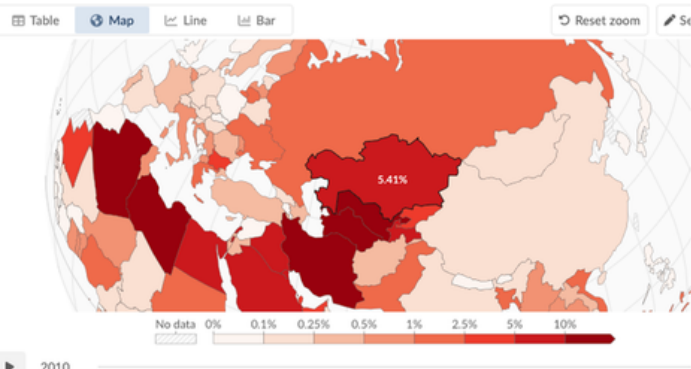 Table Map Line Bar Reset zoom
5.41%
No data 0% 0.1% 0.25% 0.5% 1% 2.5% 5% 10%
2010